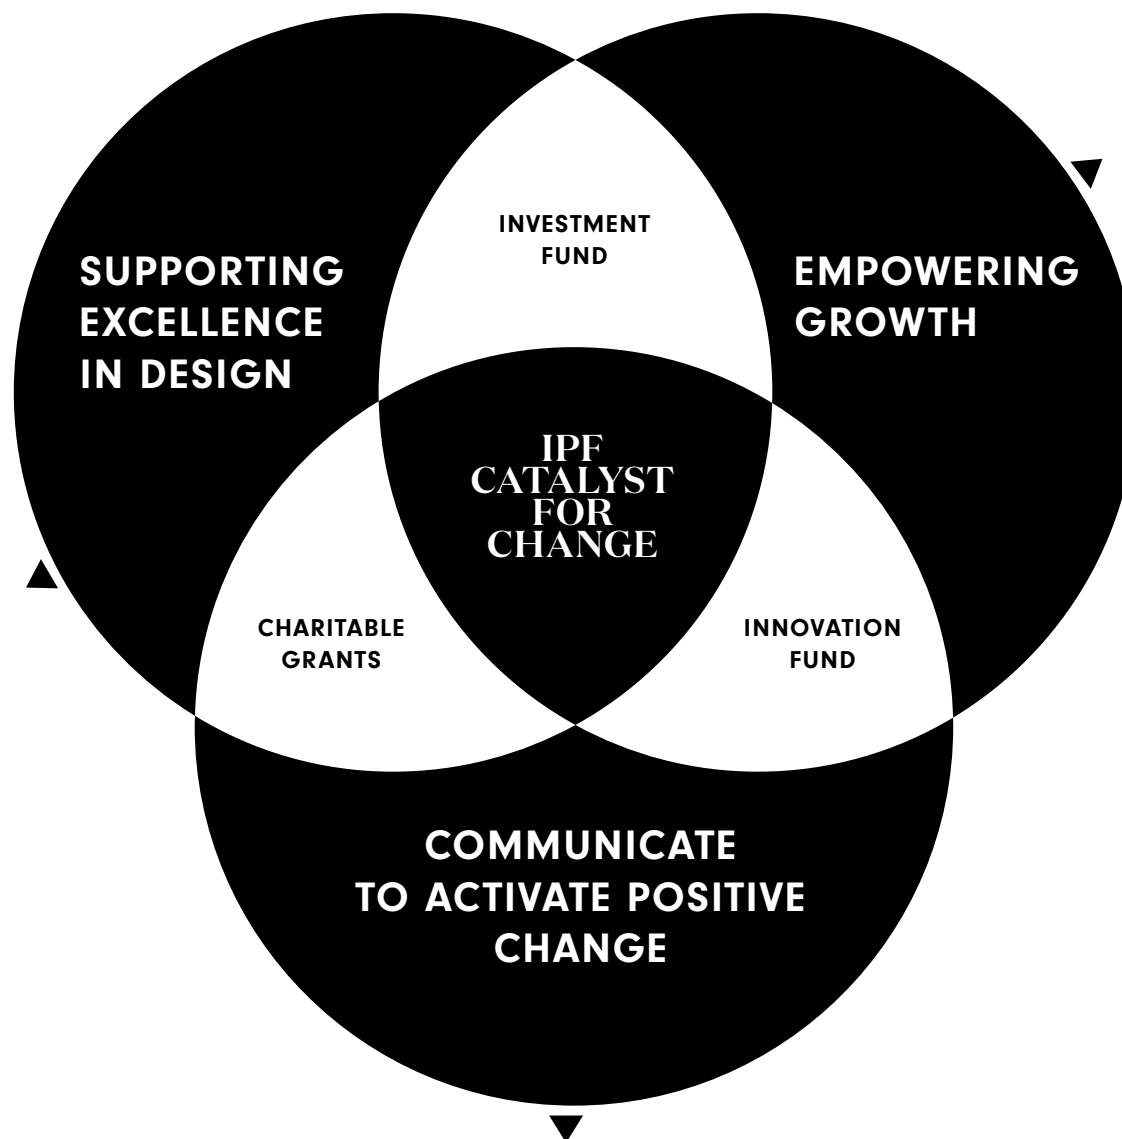 INVESTMENT
FUND
SUPPORTING
EXCELLENCE
IN DESIGN
EMPOWERING
GROWTH
IPF
CATALYST
FOR
CHANGE
CHARITABLE
GRANTS
INNOVATION
FUND
COMMUNICATE
TO ACTIVATE POSITIVE
CHANGE